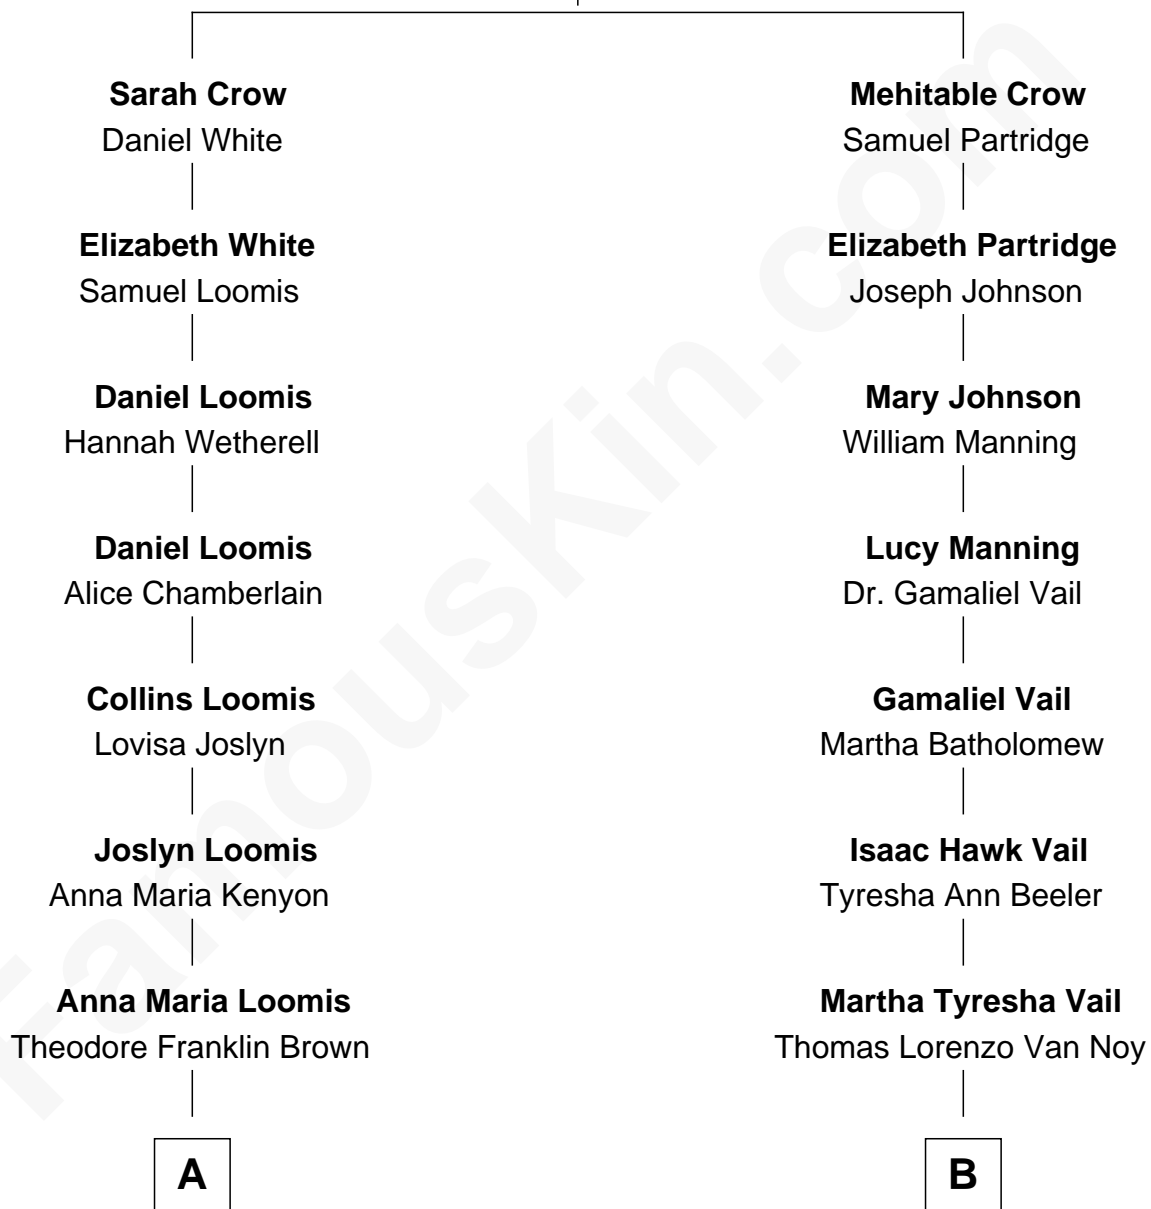 Sarah Crow
Daniel White
Mehitable Crow
Samuel Partridge
Elizabeth White
Samuel Loomis
Elizabeth Partridge
Joseph Johnson
Daniel Loomis
Hannah Wetherell
Mary Johnson
William Manning
Daniel Loomis
Alice Chamberlain
Lucy Manning
Dr. Gamaliel Vail
Collins Loomis
Lovisa Joslyn
Gamaliel Vail
Martha Batholomew
Joslyn Loomis
Anna Maria Kenyon
Isaac Hawk Vail
Tyresha Ann Beeler
Anna Maria Loomis
Theodore Franklin Brown
Martha Tyresha Vail
Thomas Lorenzo Van Noy
A
B
FamousKin.com